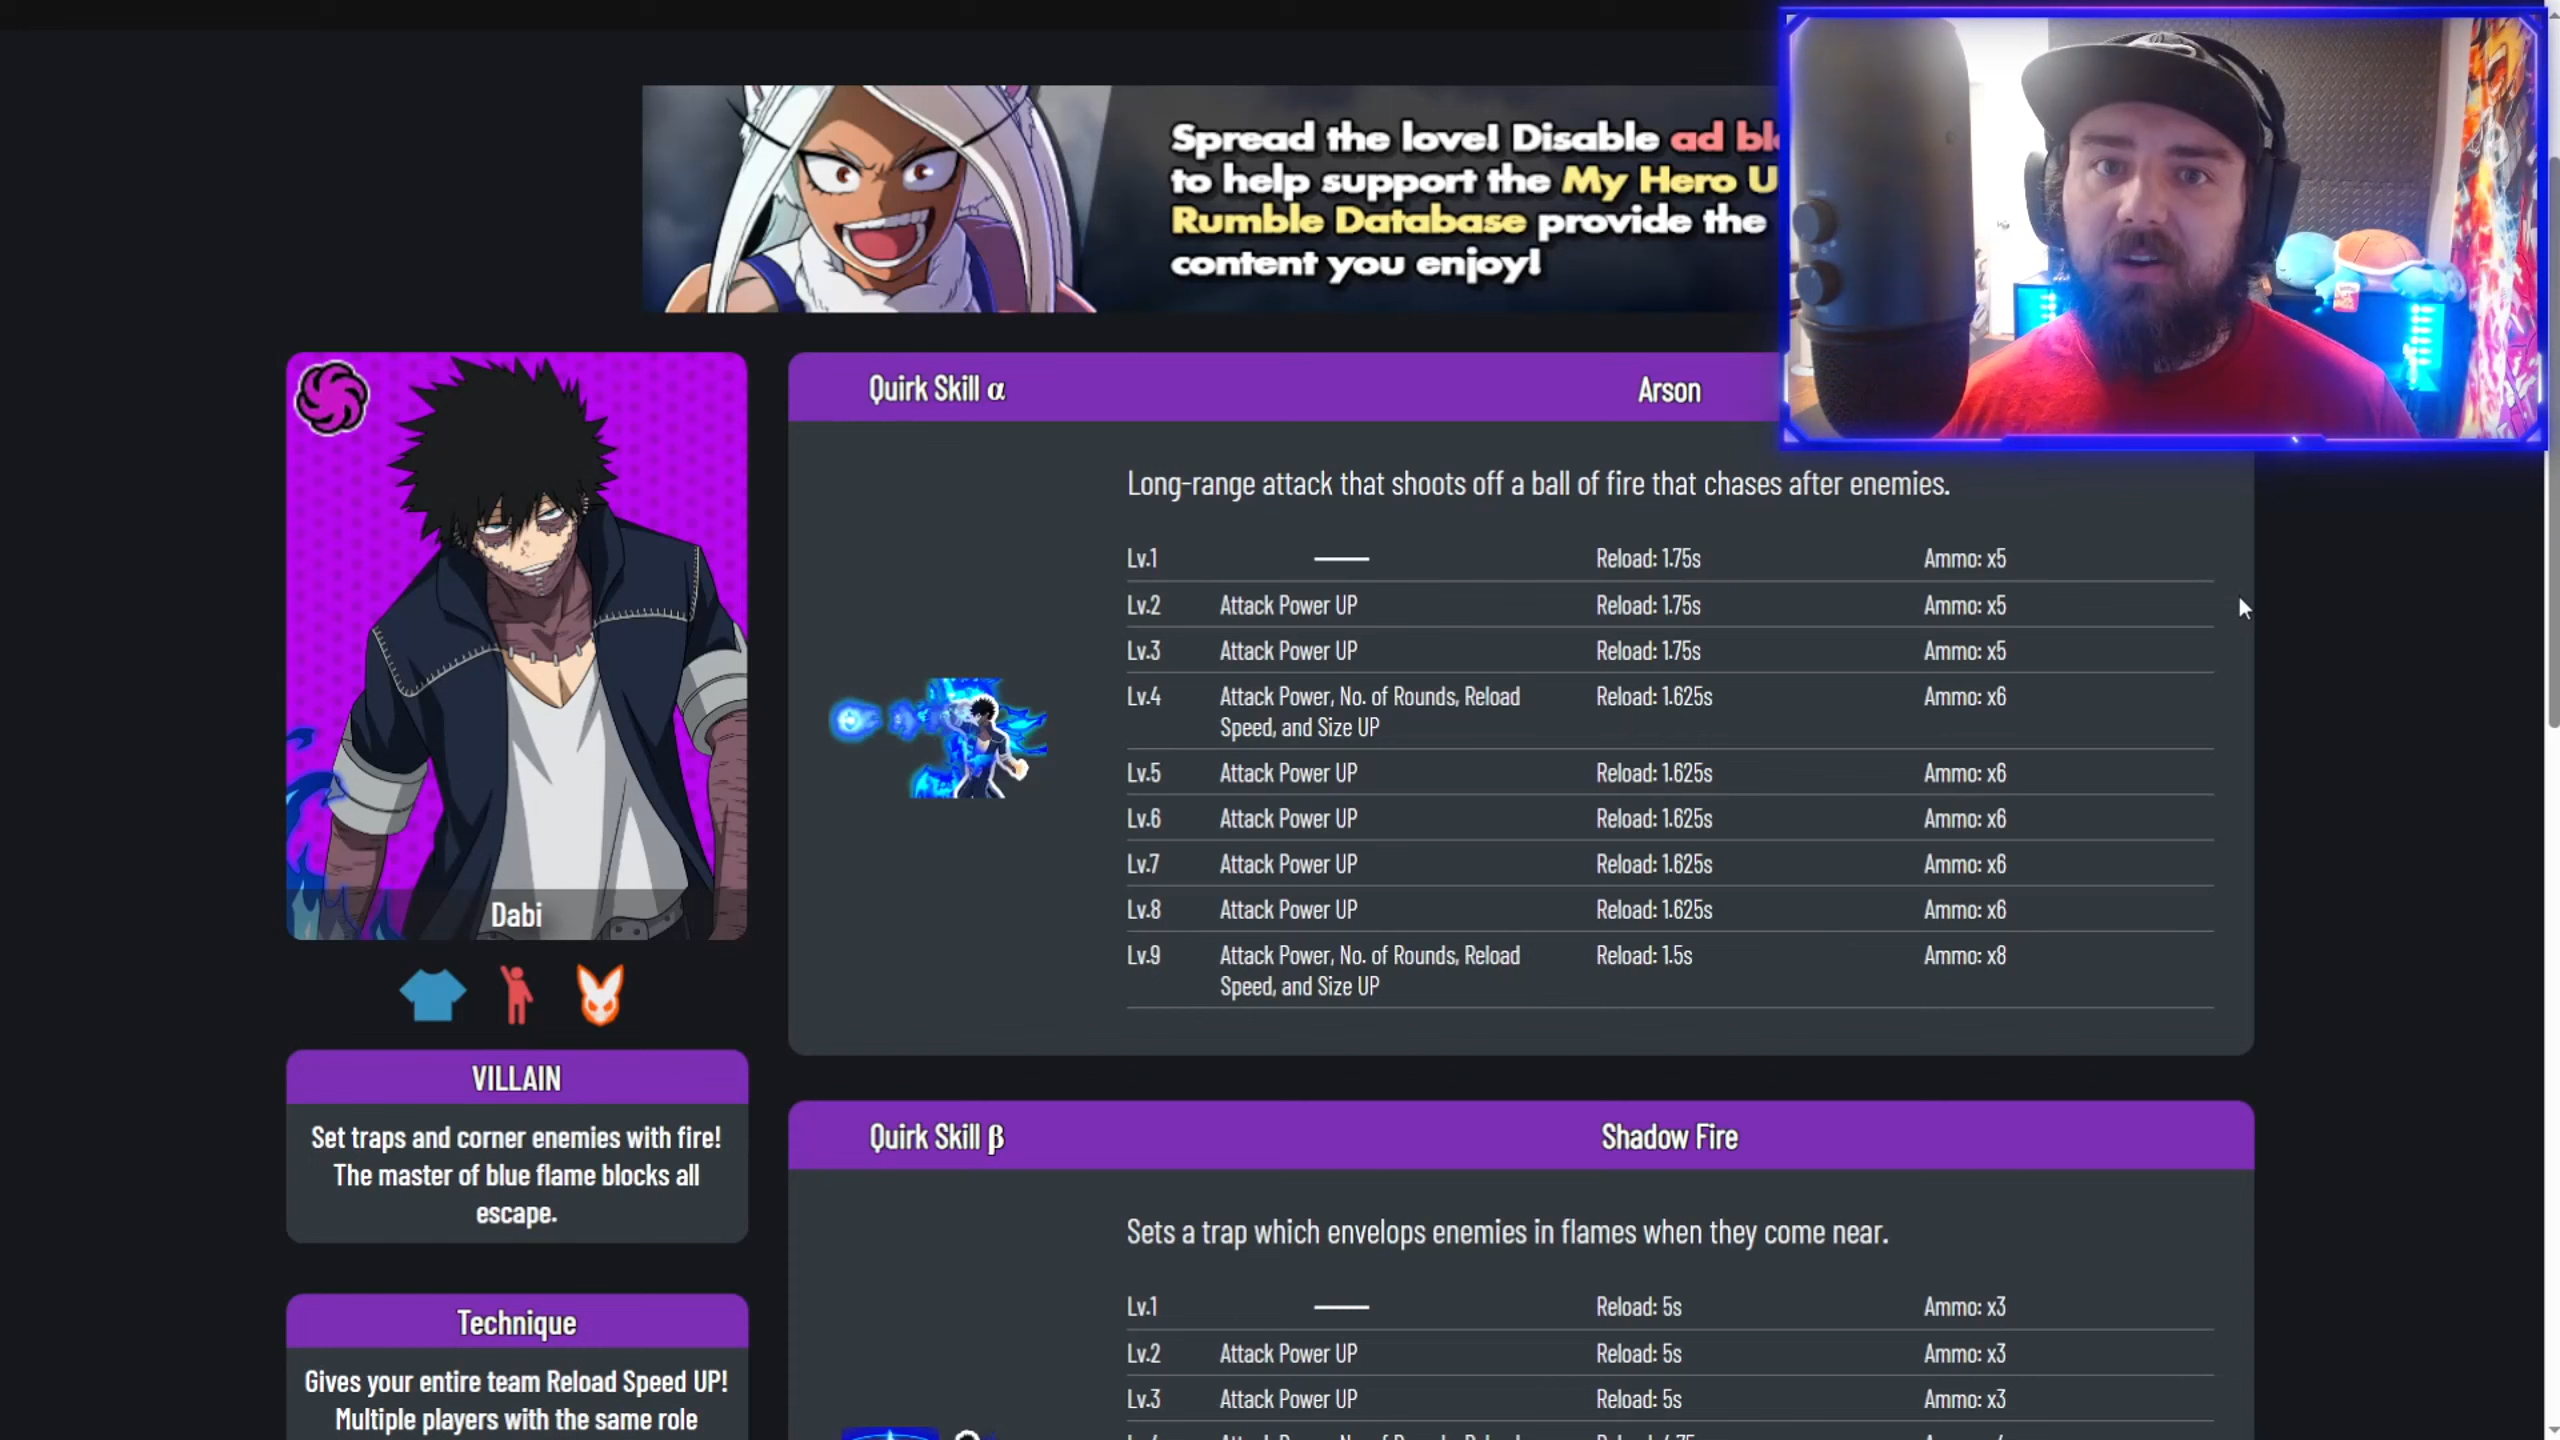 Spread the love! Disable ad blo
to help support the My Hero U
Rumble Database provide the
content you enjoy!
Dabi
VILLAIN
Set traps and corner enemies with fire!
The master of blue flame blocks all
escape.
Technique
Gives your entire team Reload Speed UP!
Multiple players with the same role
Quirk Skill α Arson
Long-range attack that shoots off a ball of fire that chases after enemies.
Lv.1 —— Reload: 1.75s Ammo: x5
Lv.2 Attack Power UP Reload: 1.75s Ammo: x5
Lv.3 Attack Power UP Reload: 1.75s Ammo: x5
Lv.4 Attack Power, No. of Rounds, Reload Reload: 1.625s Ammo: x6
Speed, and Size UP
Lv.5 Attack Power UP Reload: 1.625s Ammo: x6
Lv.6 Attack Power UP Reload: 1.625s Ammo: x6
Lv.7 Attack Power UP Reload: 1.625s Ammo: x6
Lv.8 Attack Power UP Reload: 1.625s Ammo: x6
Lv.9 Attack Power, No. of Rounds, Reload Reload: 1.5s Ammo: x8
Speed, and Size UP
Quirk Skill β Shadow Fire
Sets a trap which envelops enemies in flames when they come near.
Lv.1 —— Reload: 5s Ammo: x3
Lv.2 Attack Power UP Reload: 5s Ammo: x3
Lv.3 Attack Power UP Reload: 5s Ammo: x3